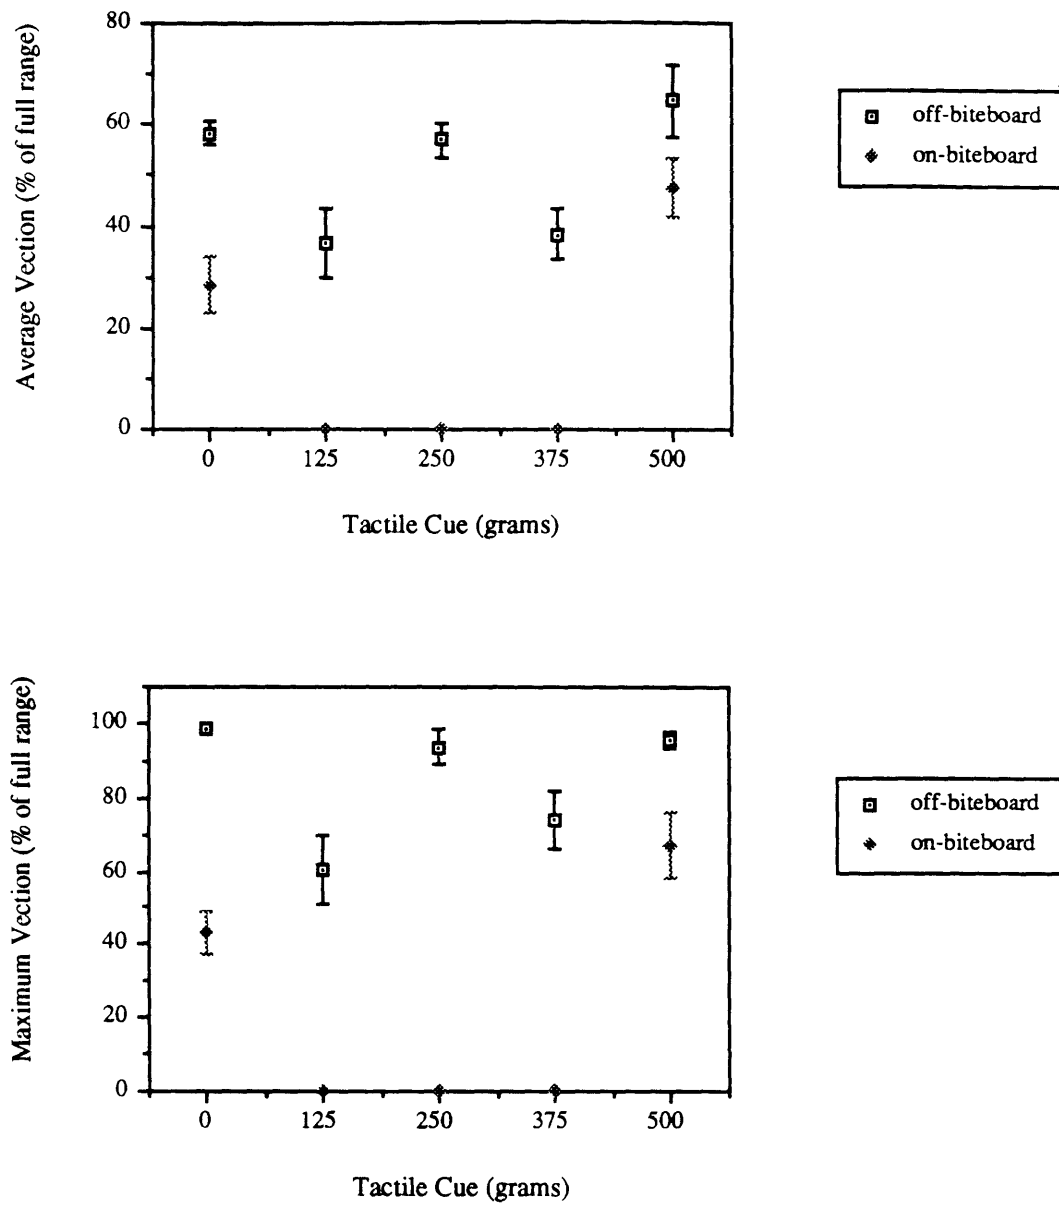 Average Vection (% of full range)
80
60
40
20
0
0 125 250 375 500
Tactile Cue (grams)
off-biteboard
on-biteboard
Maximum Vection (% of full range)
100
80
60
40
20
0
0 125 250 375 500
Tactile Cue (grams)
off-biteboard
on-biteboard